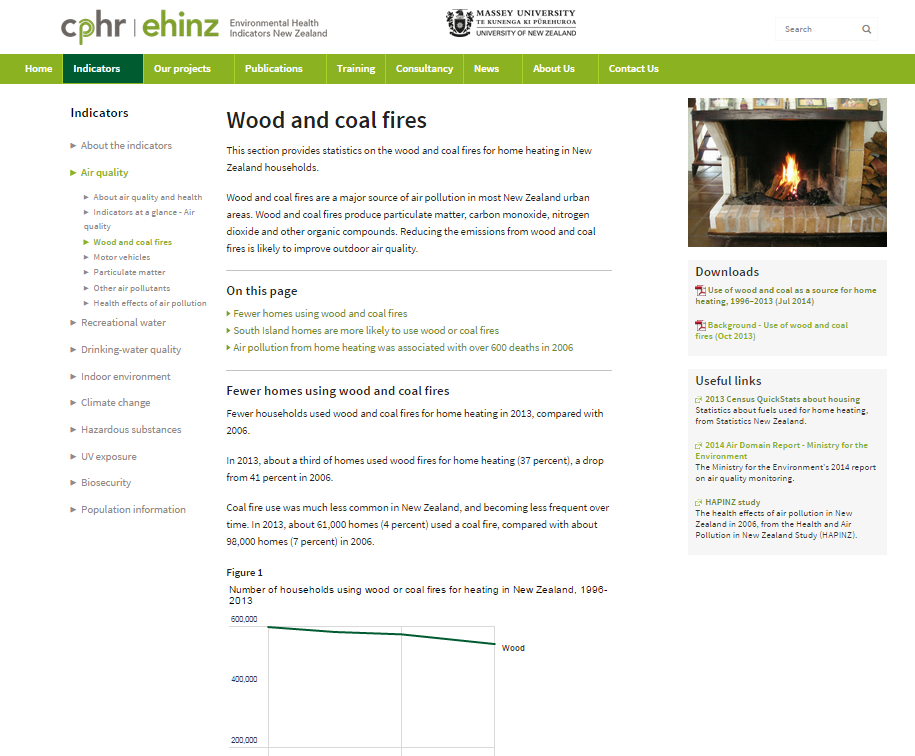 cphr | ehinz
Environmental Health
Indicators New Zealand
MASSEY UNIVERSITY
TE KUNENGA KI PŪREHUROA
UNIVERSITY OF NEW ZEALAND
Search
Home
Indicators
Our projects
Publications
Training
Consultancy
News
About Us
Contact Us
Indicators
About the indicators
Air quality
About air quality and health
Indicators at a glance - Air
quality
Wood and coal fires
Motor vehicles
Particulate matter
Other air pollutants
Health effects of air pollution
Recreational water
Drinking-water quality
Indoor environment
Climate change
Hazardous substances
UV exposure
Biosecurity
Population information
Wood and coal fires
This section provides statistics on the wood and coal fires for home heating in New
Zealand households.
Wood and coal fires are a major source of air pollution in most New Zealand urban
areas. Wood and coal fires produce particulate matter, carbon monoxide, nitrogen
dioxide and other organic compounds. Reducing the emissions from wood and coal
fires is likely to improve outdoor air quality.
On this page
Fewer homes using wood and coal fires
South Island homes are more likely to use wood or coal fires
Air pollution from home heating was associated with over 600 deaths in 2006
Fewer homes using wood and coal fires
Fewer households used wood and coal fires for home heating in 2013, compared with
2006.
In 2013, about a third of homes used wood fires for home heating (37 percent), a drop
from 41 percent in 2006.
Coal fire use was much less common in New Zealand, and becoming less frequent over
time. In 2013, about 61,000 homes (4 percent) used a coal fire, compared with about
98,000 homes (7 percent) in 2006.
Figure 1
Number of households using wood or coal fires for heating in New Zealand, 1996-
2013
600,000
Wood
400,000
200,000
Downloads
Use of wood and coal as a source for home
heating, 1996–2013 (Jul 2014)
Background - Use of wood and coal
fires (Oct 2013)
Useful links
2013 Census QuickStats about housing
Statistics about fuels used for home heating,
from Statistics New Zealand.
2014 Air Domain Report - Ministry for the
Environment
The Ministry for the Environment's 2014 report
on air quality monitoring.
HAPINZ study
The health effects of air pollution in New
Zealand in 2006, from the Health and Air
Pollution in New Zealand Study (HAPINZ).